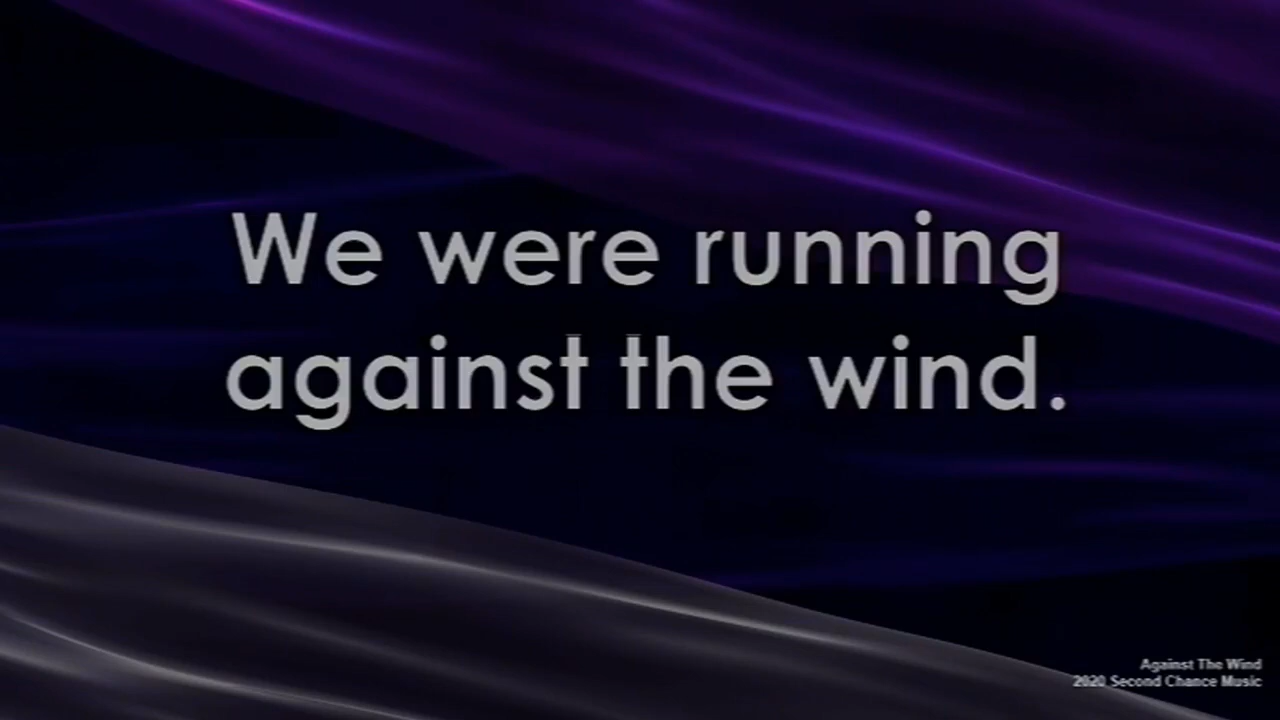 We were running
against the wind.
Against The Wind
2020 Second Chance Music